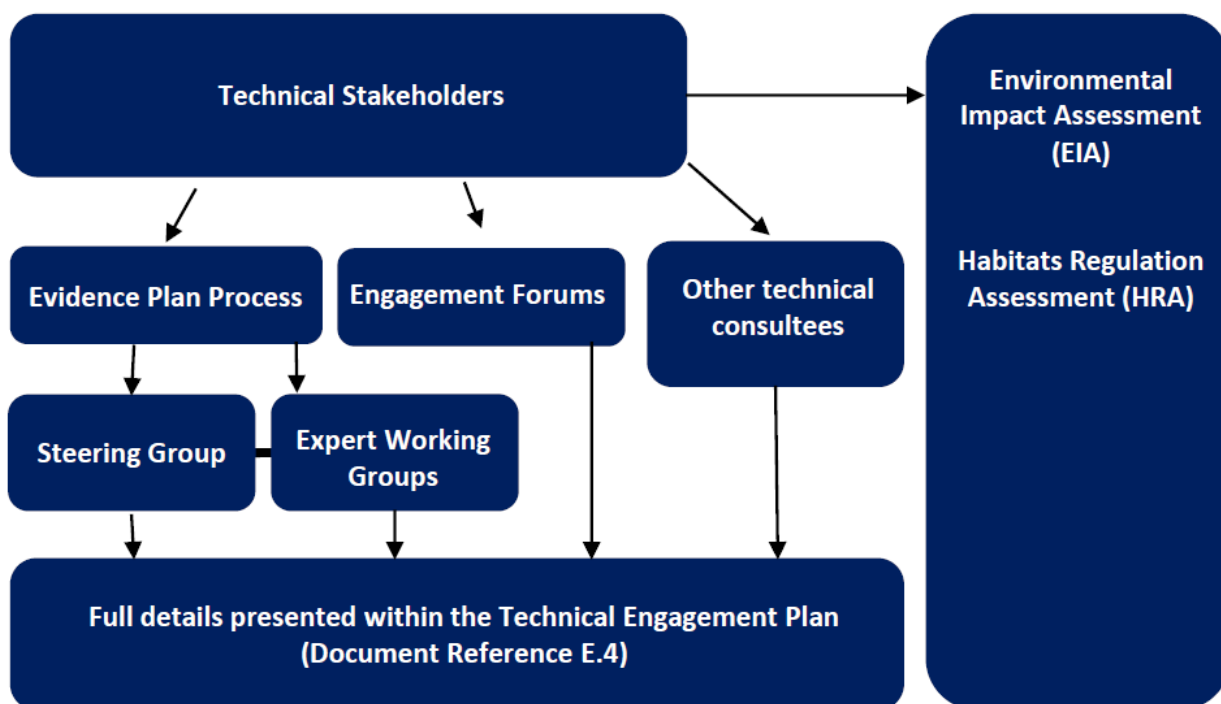 Technical Stakeholders
Environmental
Impact Assessment
(EIA)
Habitats Regulation
Assessment (HRA)
Evidence Plan Process
Engagement Forums
Other technical
consultees
Steering Group
Expert Working
Groups
Full details presented within the Technical Engagement Plan
(Document Reference E.4)